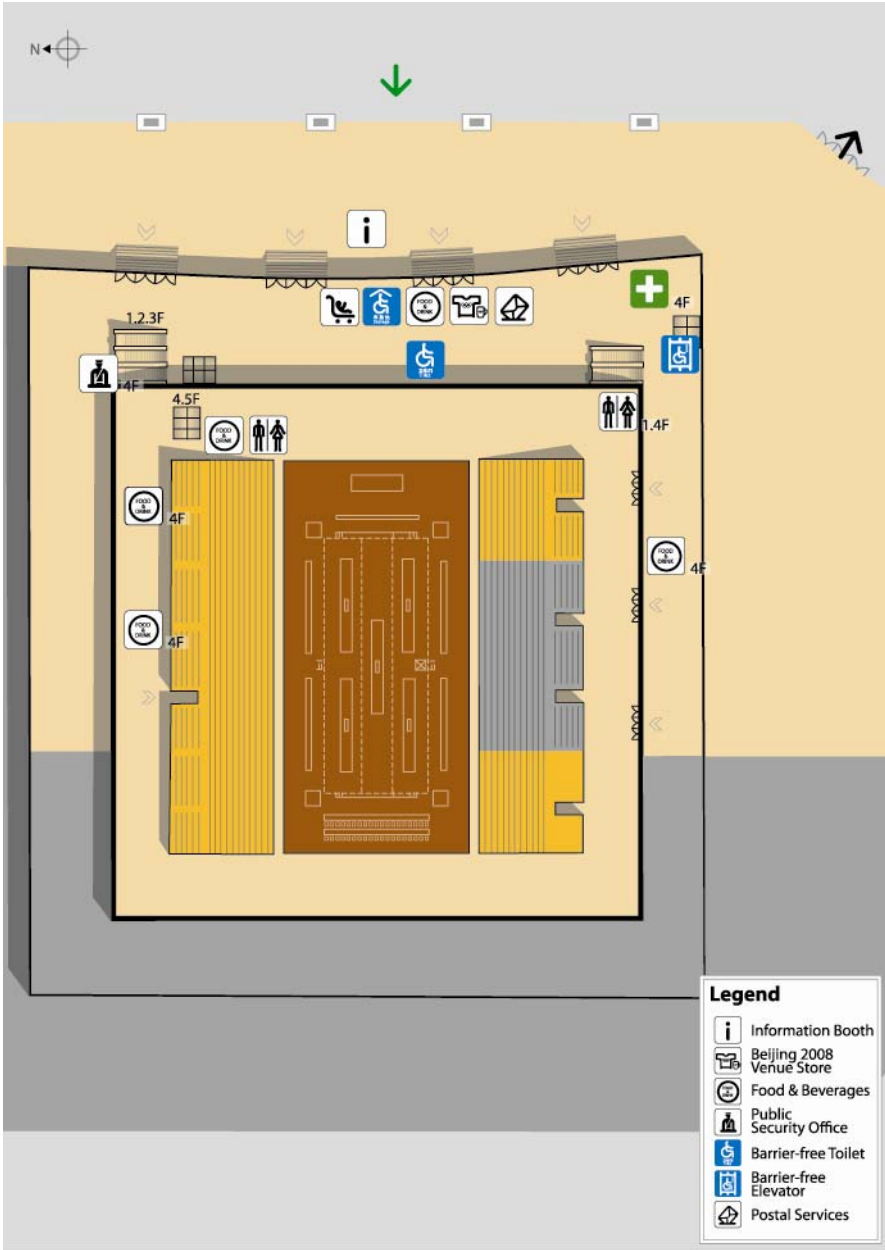 N
i
FOOD & DRINK
4F
1.2.3F
4F
4.5F
FOOD & DRINK
1.4F
FOOD & DRINK
4F
FOOD & DRINK
4F
FOOD & DRINK
4F
Legend
i Information Booth
Beijing 2008
Venue Store
Food & Beverages
Public
Security Office
Barrier-free Toilet
Barrier-free
Elevator
Postal Services